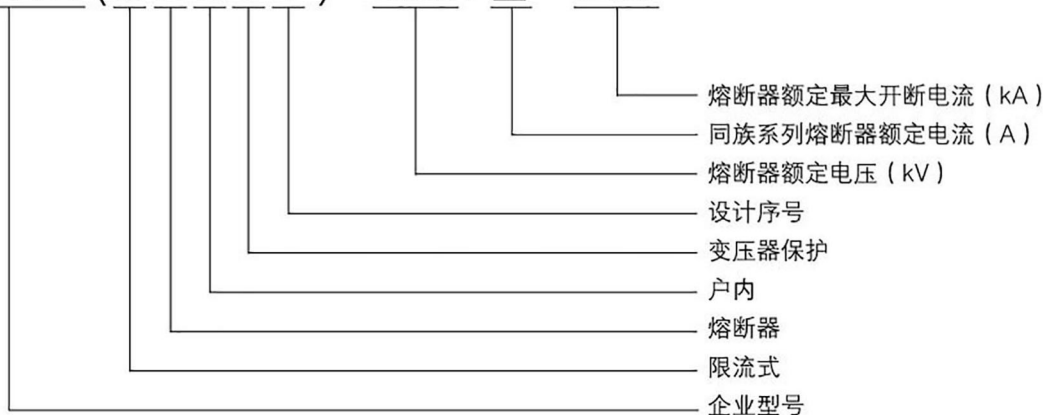 熔断器额定最大开断电流（kA）
同族系列熔断器额定电流（A）
熔断器额定电压（kV）
设计序号
变压器保护
户内
熔断器
限流式
企业型号